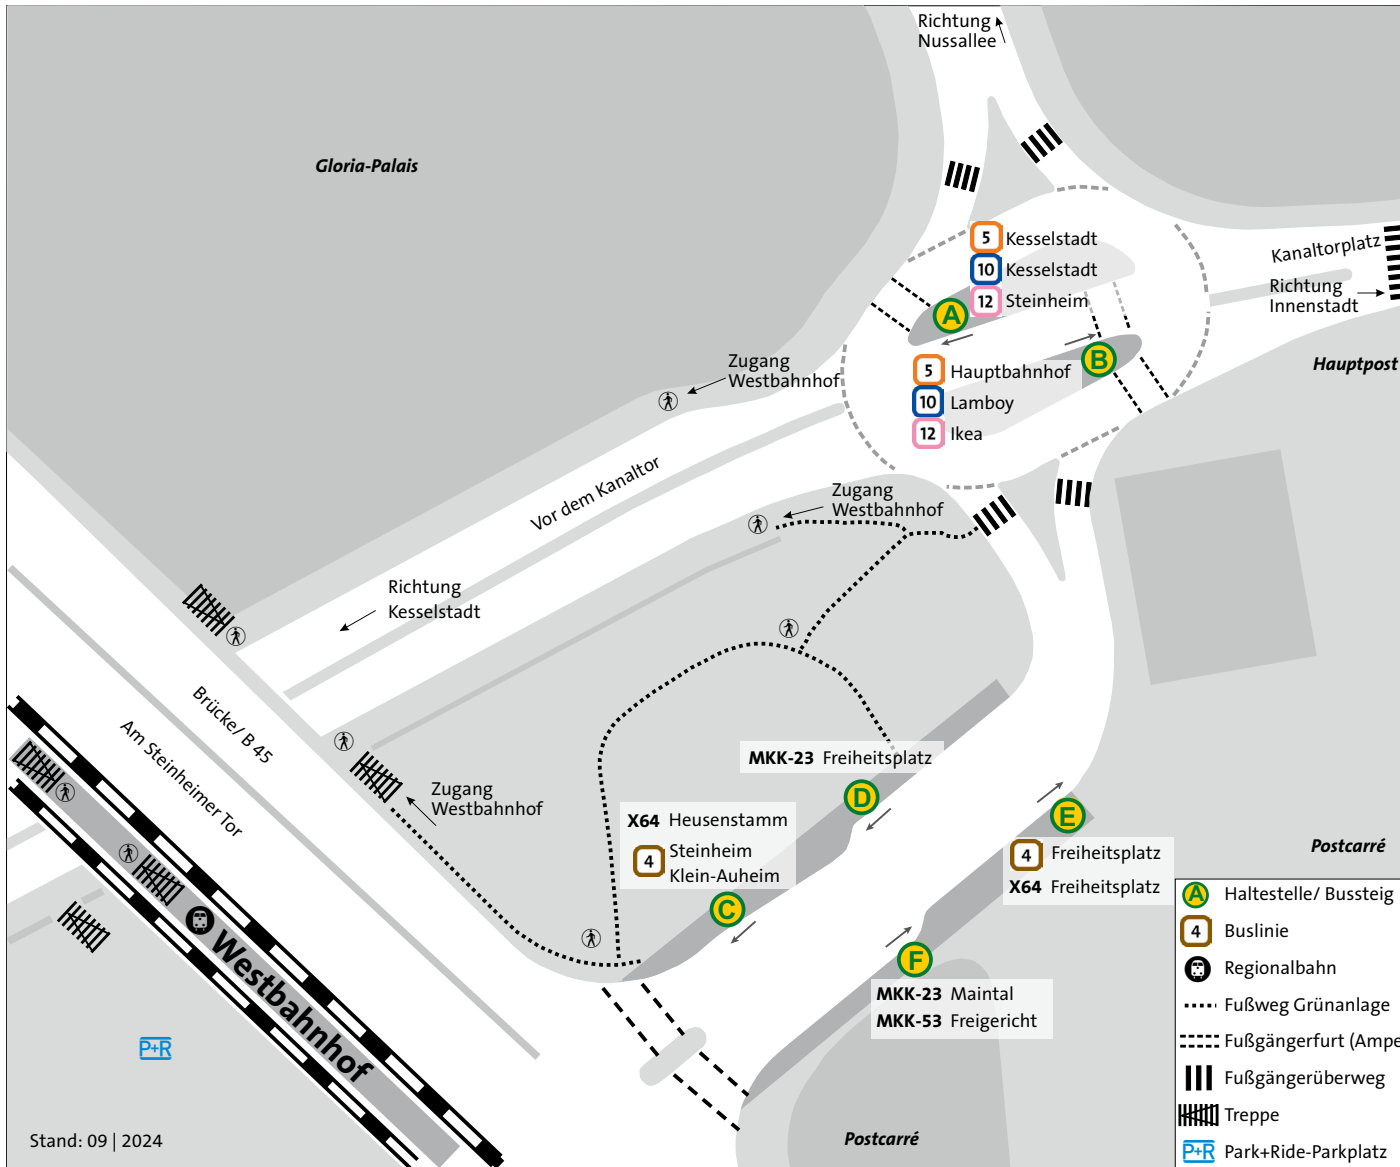 Richtung
Nussallee
Gloria-Palais
5 Kesselstadt
10 Kesselstadt
12 Steinheim
A
Kanaltorplatz
Richtung
Innenstadt
B
Hauptpost
Zugang
Westbahnhof
5 Hauptbahnhof
10 Lamboy
12 Ikea
Vor dem Kanaltor
Zugang
Westbahnhof
Richtung
Kesselstadt
Brücke/ B 45
Am Steinheimer Tor
Zugang
Westbahnhof
MKK-23 Freiheitsplatz
D
X64 Heusenstamm
4 Steinheim
Klein-Auheim
C
E
4 Freiheitsplatz
X64 Freiheitsplatz
F
MKK-23 Maintal
MKK-53 Freigericht
Postcarré
Westbahnhof
P+R
Postcarré
Stand: 09 | 2024
A Haltestelle/ Bussteig
4 Buslinie
Regionalbahn
Fußweg Grünanlage
Fußgängerfurt (Ampe
Fußgängerüberweg
Treppe
P+R Park+Ride-Parkplatz